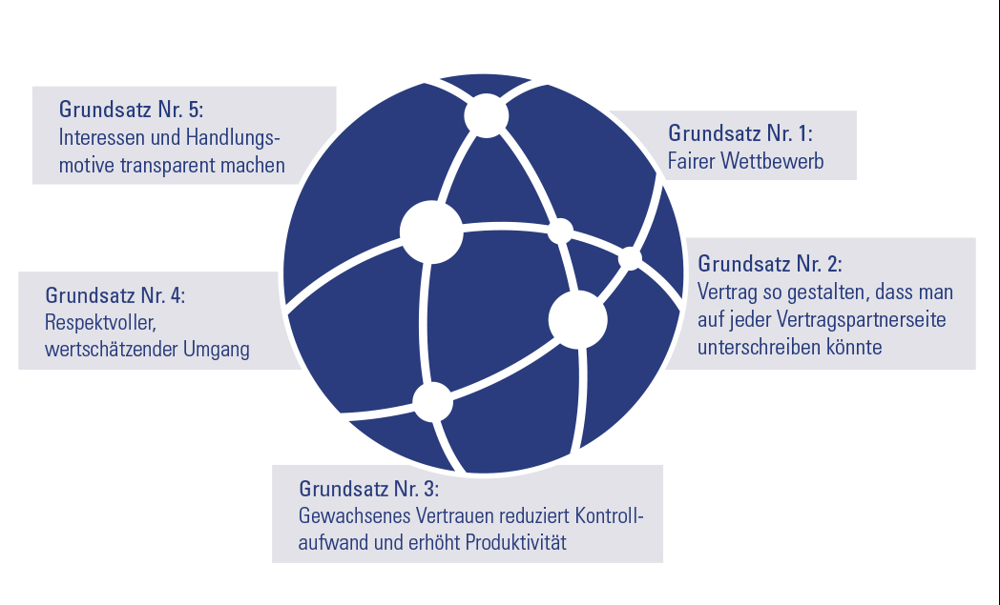 Grundsatz Nr. 5:
Interessen und Handlungs-
motive transparent machen
Grundsatz Nr. 1:
Fairer Wettbewerb
Grundsatz Nr. 2:
Vertrag so gestalten, dass man
auf jeder Vertragspartnerseite
unterschreiben könnte
Grundsatz Nr. 4:
Respektvoller,
wertschätzender Umgang
Grundsatz Nr. 3:
Gewachsenes Vertrauen reduziert Kontroll-
aufwand und erhöht Produktivität